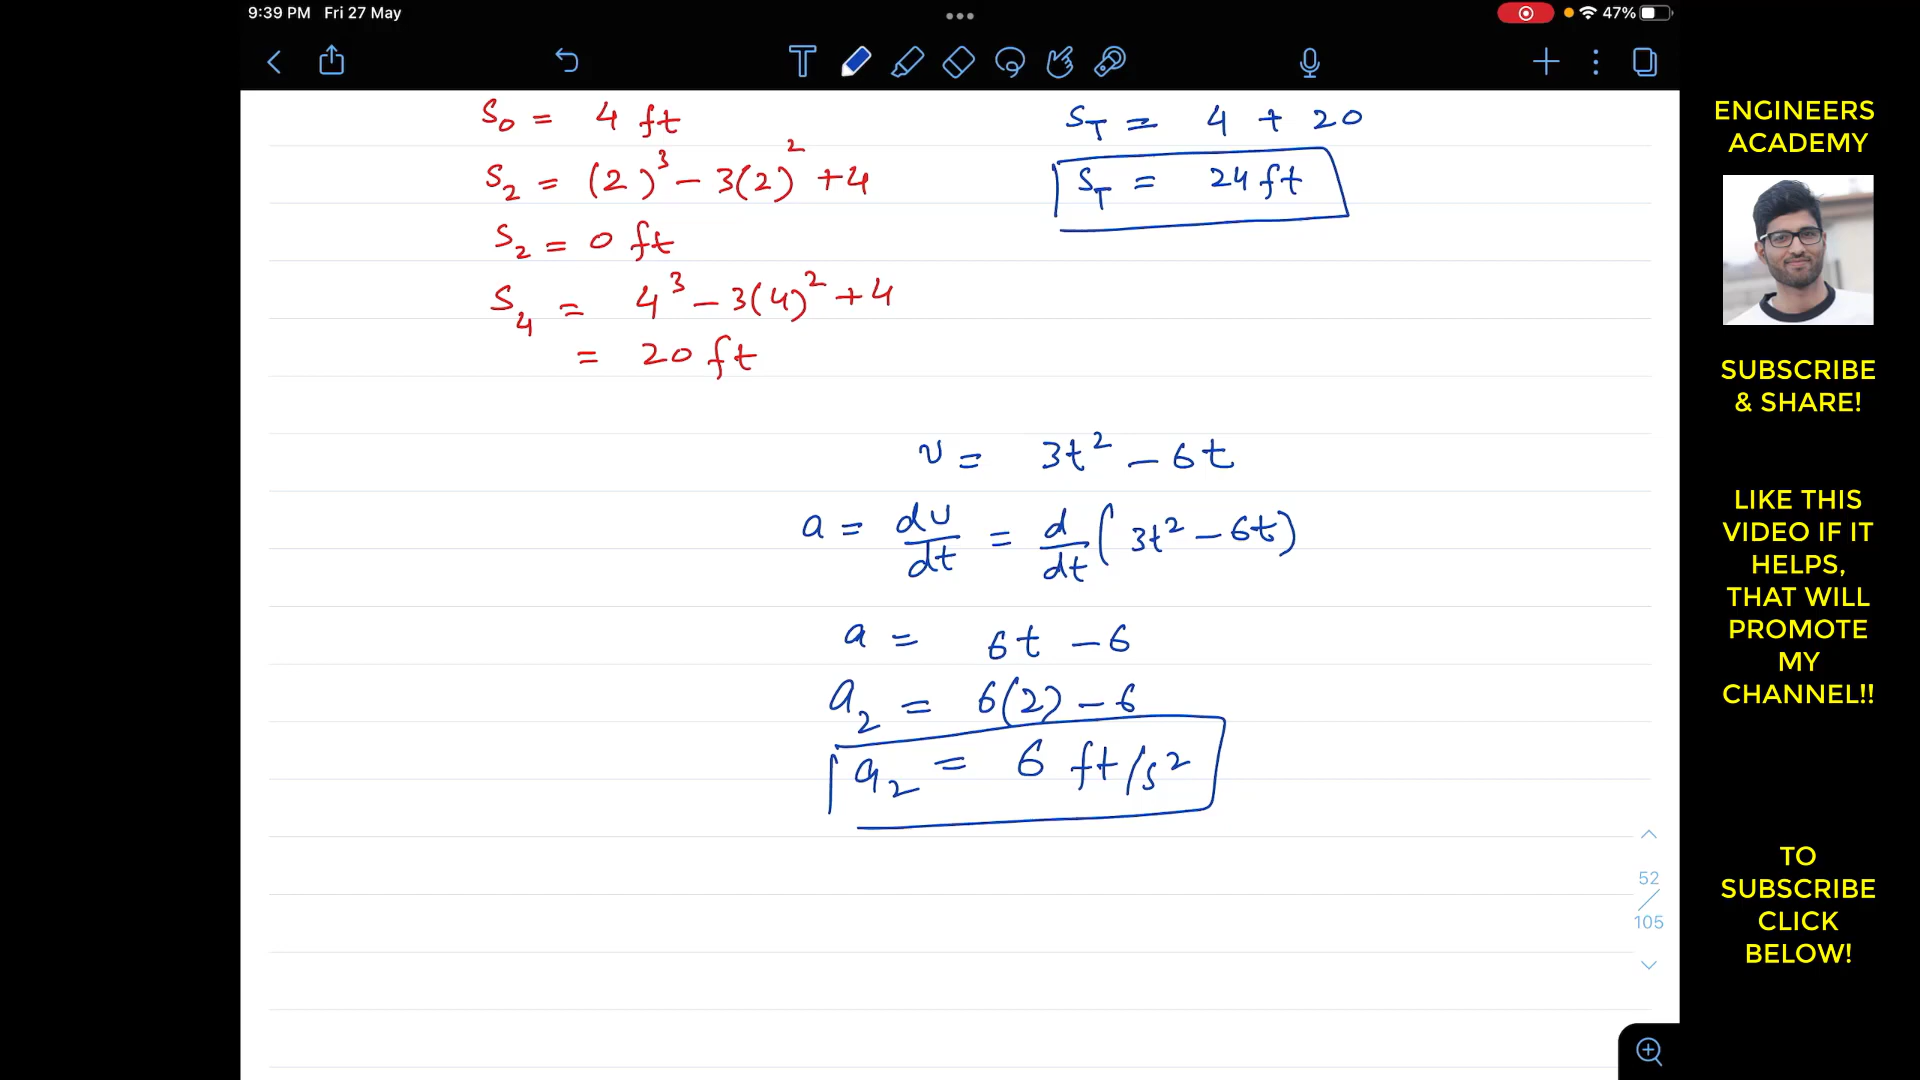 9:39 PM Fri 27 May
47%
S₀ = 4 ft
S₂ = (2)³ − 3(2)² + 4
S₂ = 0 ft
S₄ = 4³ − 3(4)² + 4
= 20 ft
S_T = 4 + 20
S_T = 24 ft
v = 3t² − 6t
a = dv/dt = d/dt (3t² − 6t)
a = 6t − 6
a₂ = 6(2) − 6
a₂ = 6 ft/s²
52
/
105
ENGINEERS
ACADEMY
SUBSCRIBE
& SHARE!
LIKE THIS
VIDEO IF IT
HELPS,
THAT WILL
PROMOTE
MY
CHANNEL!!
TO
SUBSCRIBE
CLICK
BELOW!